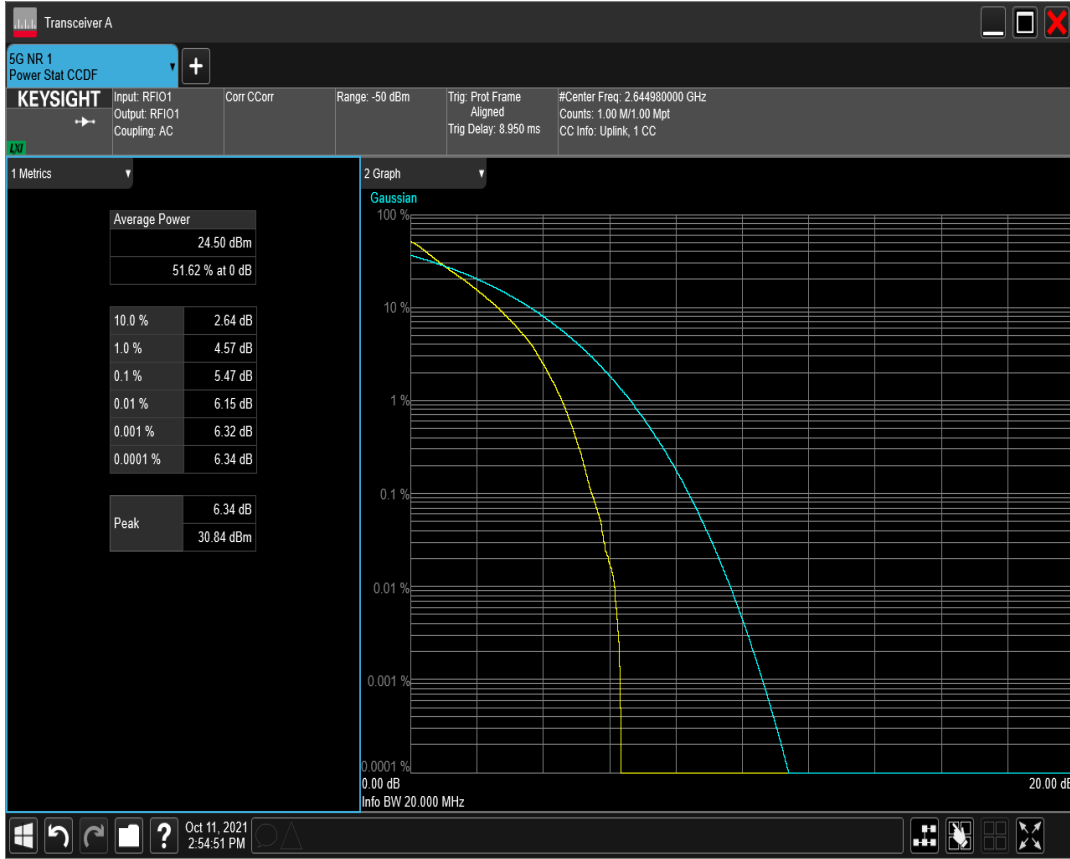 Transceiver A
5G NR 1
Power Stat CCDF
+
KEYSIGHT
LXI
Input: RFIO1
Output: RFIO1
Coupling: AC
Corr CCorr
Range: -50 dBm
Trig: Prot Frame
Aligned
Trig Delay: 8.950 ms
#Center Freq: 2.644980000 GHz
Counts: 1.00 M/1.00 Mpt
CC Info: Uplink, 1 CC
1 Metrics
Average Power
24.50 dBm
51.62 % at 0 dB
10.0 % 2.64 dB
1.0 % 4.57 dB
0.1 % 5.47 dB
0.01 % 6.15 dB
0.001 % 6.32 dB
0.0001 % 6.34 dB
Peak
6.34 dB
30.84 dBm
2 Graph
Gaussian
100 %
10 %
1 %
0.1 %
0.01 %
0.001 %
0.0001 %
0.00 dB 20.00 dB
Info BW 20.000 MHz
?
Oct 11, 2021
2:54:51 PM